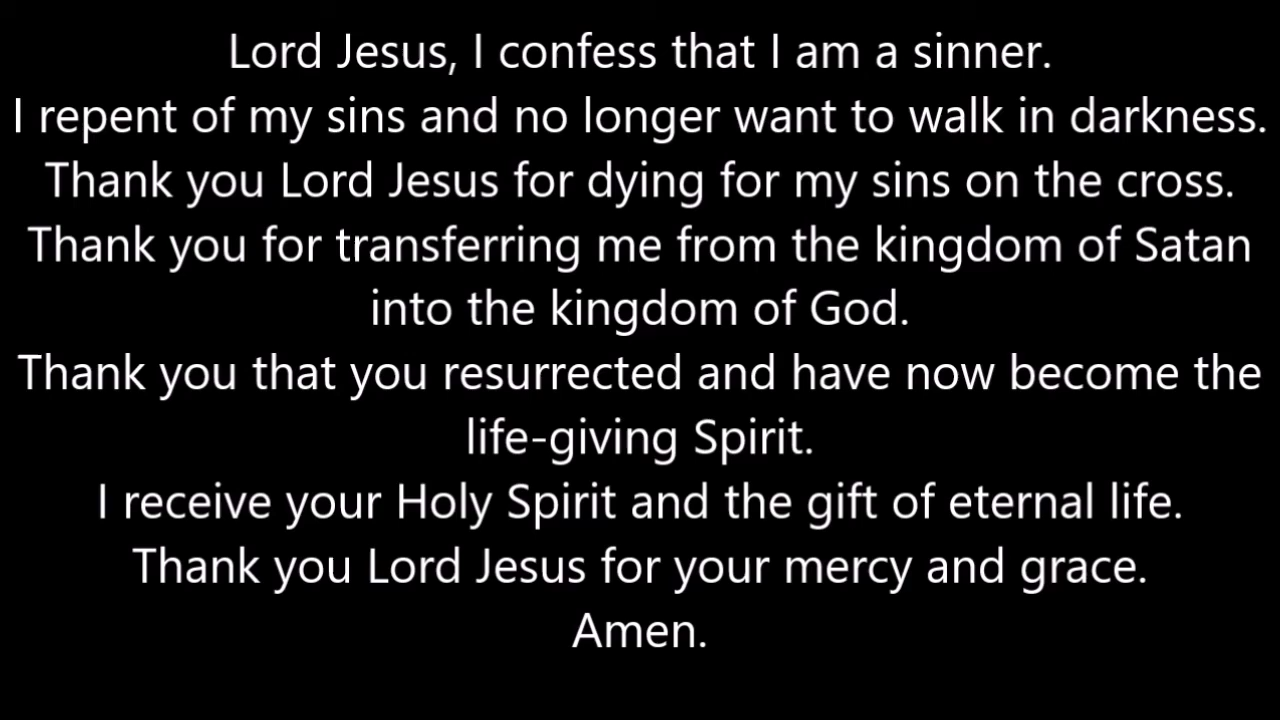 Lord Jesus, I confess that I am a sinner.
I repent of my sins and no longer want to walk in darkness.
Thank you Lord Jesus for dying for my sins on the cross.
Thank you for transferring me from the kingdom of Satan
into the kingdom of God.
Thank you that you resurrected and have now become the
life-giving Spirit.
I receive your Holy Spirit and the gift of eternal life.
Thank you Lord Jesus for your mercy and grace.
Amen.